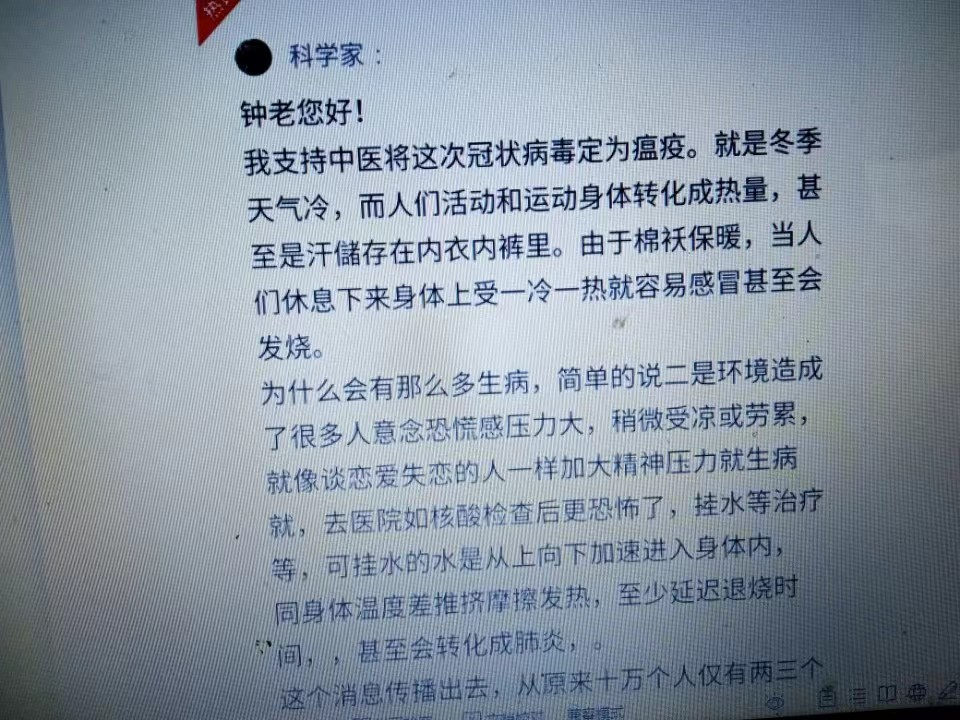 科学家：
钟老您好！
我支持中医将这次冠状病毒定为瘟疫。就是冬季
天气冷，而人们活动和运动身体转化成热量，甚
至是汗儲存在内衣内裤里。由于棉袄保暖，当人
们休息下来身体上受一冷一热就容易感冒甚至会
发烧。
为什么会有那么多生病，简单的说二是环境造成
了很多人意念恐慌感压力大，稍微受凉或劳累，
就像谈恋爱失恋的人一样加大精神压力就生病
就，去医院如核酸检查后更恐怖了，挂水等治疗
等，可挂水的水是从上向下加速进入身体内，
同身体温度差推挤摩擦发热，至少延迟退烧时
间，，甚至会转化成肺炎，。
这个消息传播出去，从原来十万个人仅有两三个